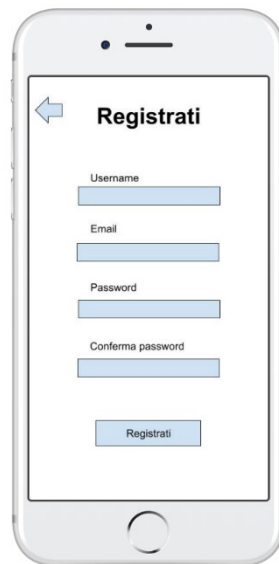 Registrati
Username
Email
Password
Conferma password
Registrati